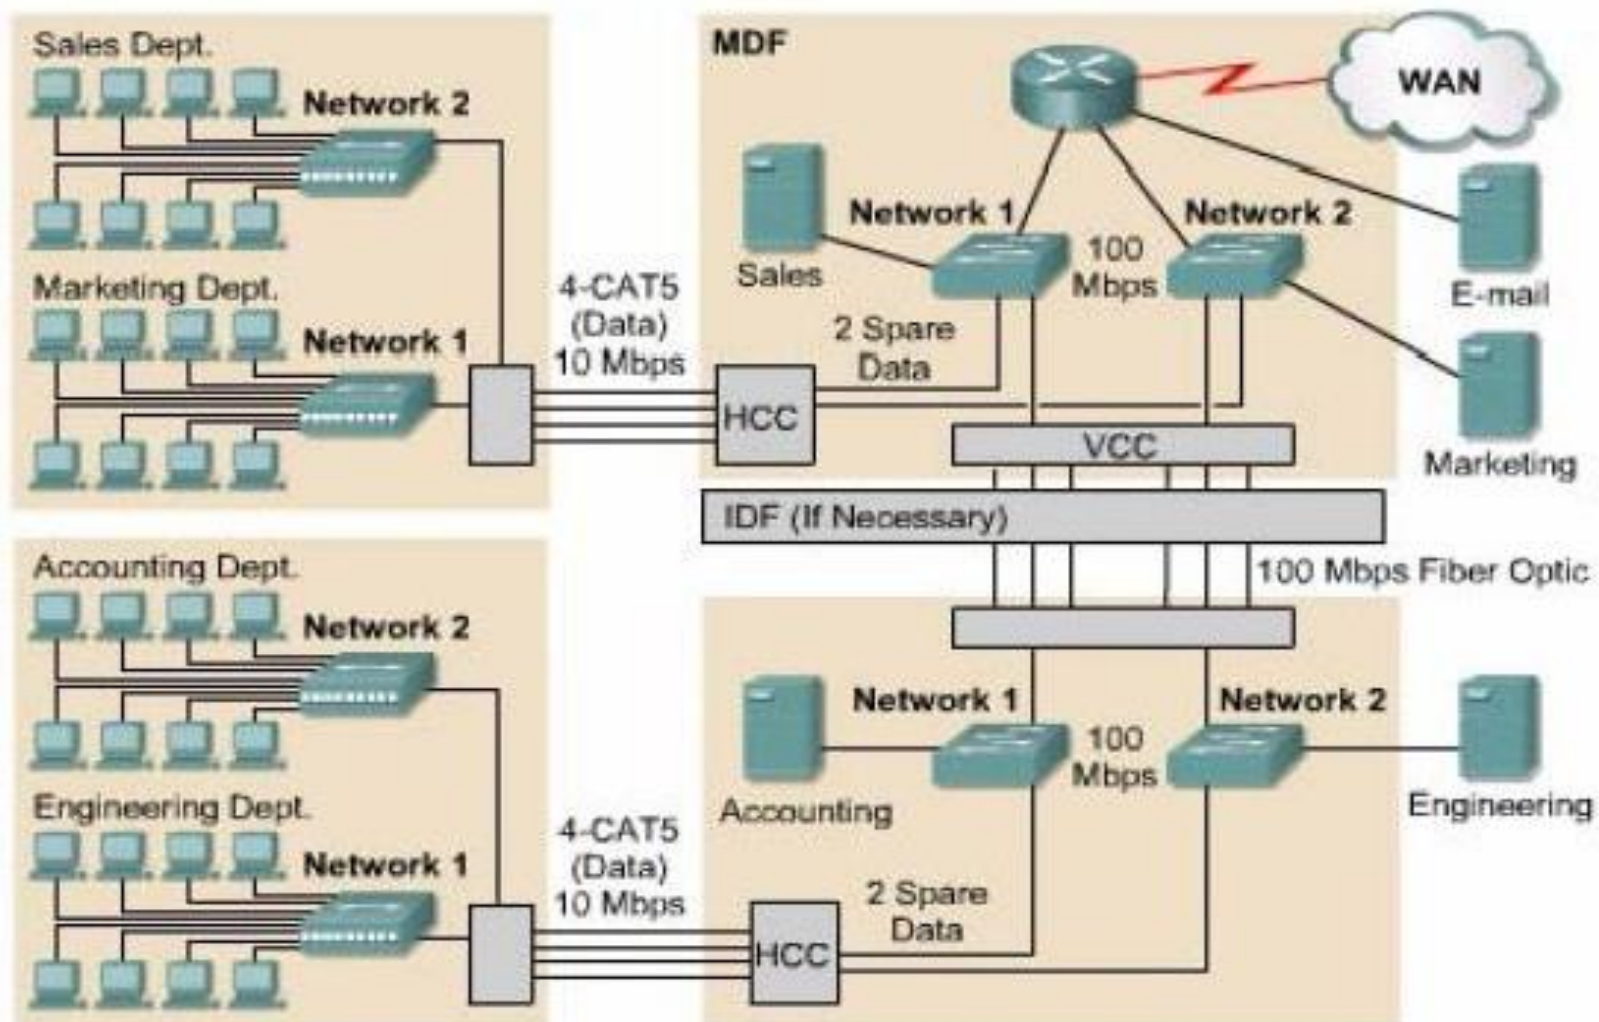 Sales Dept.
Network 2
Marketing Dept.
Network 1
4-CAT5
(Data)
10 Mbps
MDF
WAN
Sales
Network 1
100
Mbps
Network 2
E-mail
2 Spare
Data
HCC
VCC
Marketing
IDF (If Necessary)
100 Mbps Fiber Optic
Accounting Dept.
Network 2
Engineering Dept.
Network 1
4-CAT5
(Data)
10 Mbps
Accounting
Network 1
100
Mbps
Network 2
Engineering
2 Spare
Data
HCC